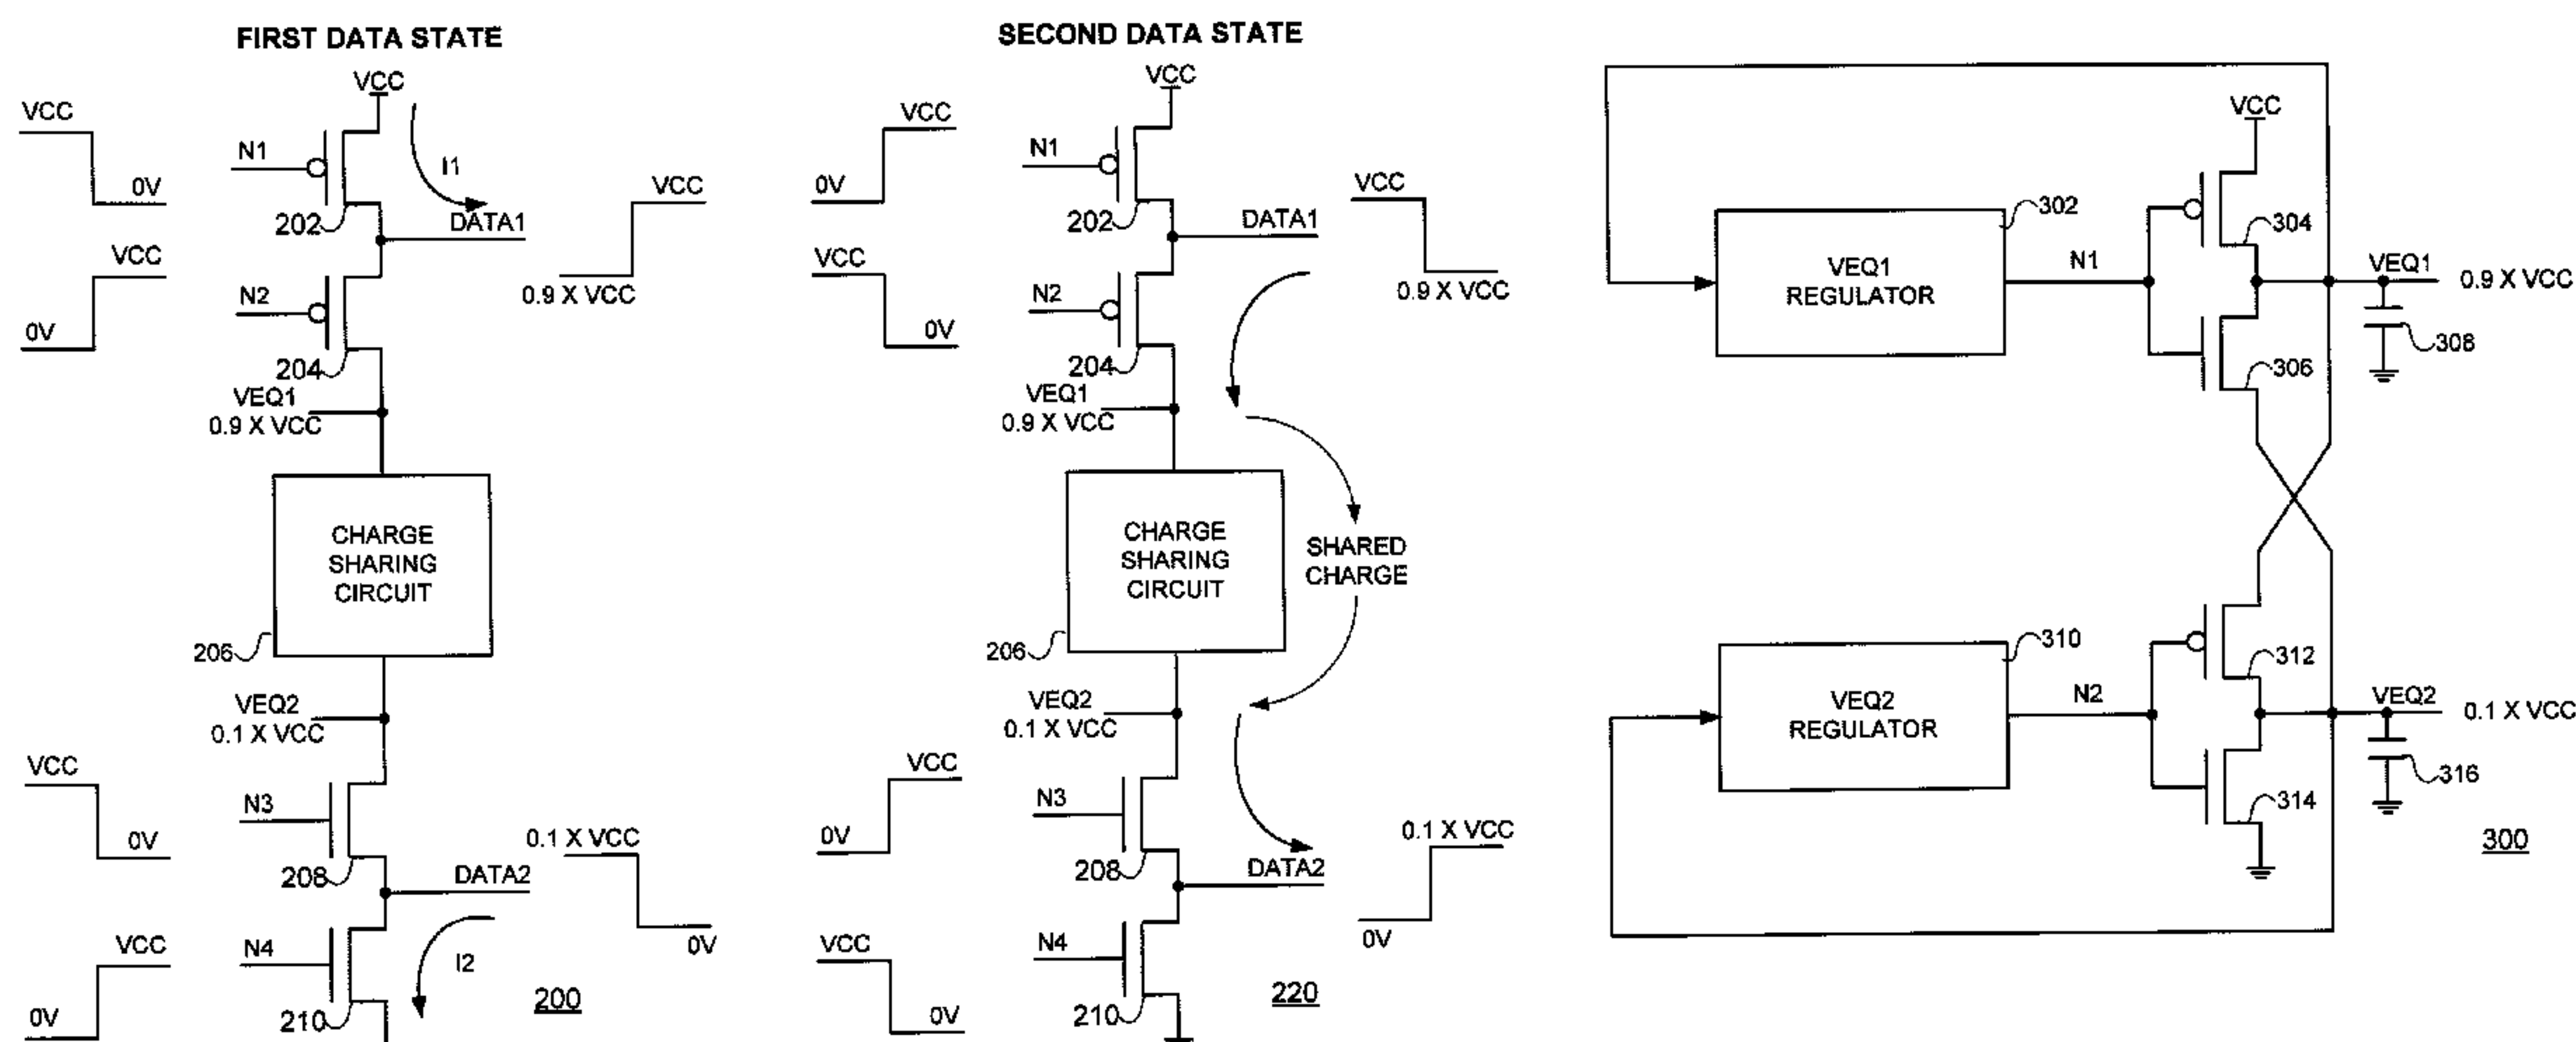 FIRST DATA STATE
VCC
VCC
N1
I1
0V
VCC
202
DATA1
VCC
N2
0.9 X VCC
0V
204
VEQ1
0.9 X VCC
CHARGE
SHARING
CIRCUIT
206
VEQ2
0.1 X VCC
VCC
N3
0V
0.1 X VCC
208
DATA2
VCC
N4
I2
0V
0V
210
200
SECOND DATA STATE
VCC
VCC
N1
0V
VCC
202
DATA1
VCC
N2
0.9 X VCC
0V
204
VEQ1
0.9 X VCC
CHARGE
SHARING
CIRCUIT
SHARED
CHARGE
206
VEQ2
0.1 X VCC
VCC
N3
0V
0.1 X VCC
208
DATA2
VCC
N4
0V
0V
210
220
VCC
302
304
VEQ1
REGULATOR
N1
VEQ1
0.9 X VCC
308
306
310
312
VEQ2
REGULATOR
N2
VEQ2
0.1 X VCC
316
314
300